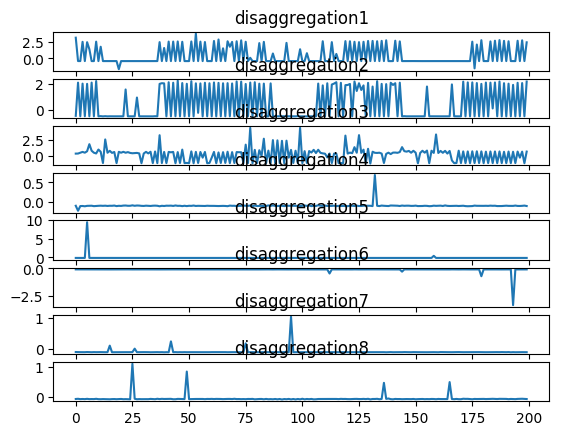 disaggregation1
2.5
0.0
disaggregation2
2
0
disaggregation3
2.5
0.0
disaggregation4
0.5
0.0
disaggregation5
10
5
0
disaggregation6
0.0
−2.5
disaggregation7
1
0
disaggregation8
1
0
0 25 50 75 100 125 150 175 200